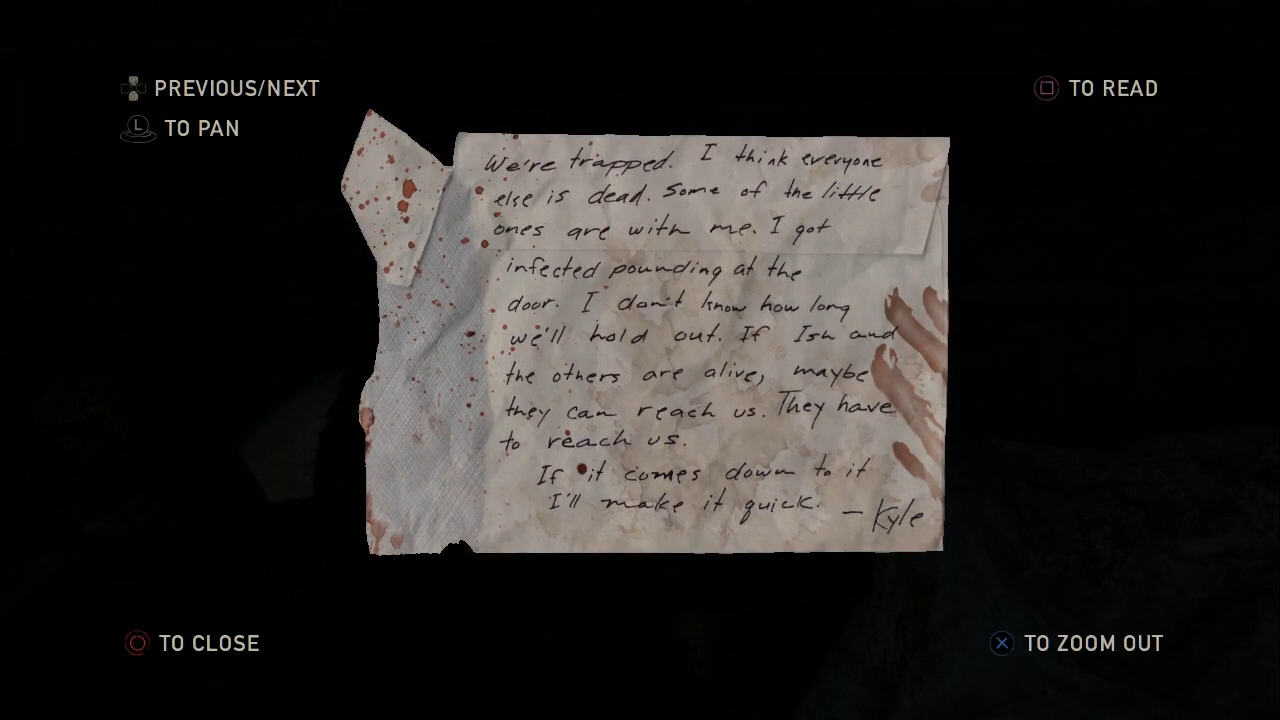 PREVIOUS/NEXT
TO READ
L TO PAN
We're trapped. I think everyone
else is dead. Some of the little
ones are with me. I got
infected pounding at the
door. I don't know how long
we'll hold out. If Ish and
the others are alive, maybe
they can reach us. They have
to reach us.
If it comes down to it
I'll make it quick. — Kyle
TO CLOSE
TO ZOOM OUT